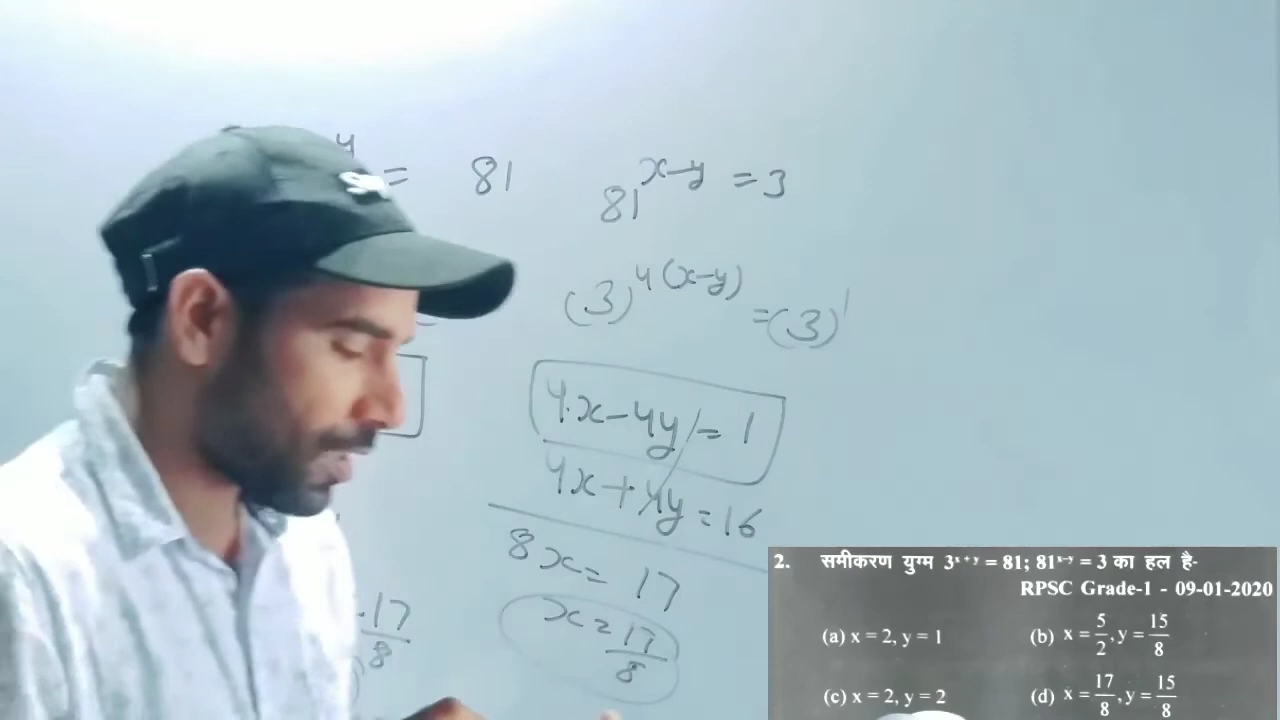 y = 81
81^{x-y} = 3
(3)^{4(x-y)} = (3)^1
4.x-4y = 1
4x+4y = 16
8x = 17
x = 17/8
17/8
2. समीकरण युग्म 3^{x+y} = 81; 81^{x-y} = 3 का हल है-
RPSC Grade-1 - 09-01-2020
(a) x = 2, y = 1 (b) x = 5/2, y = 15/8
(c) x = 2, y = 2 (d) x = 17/8, y = 15/8